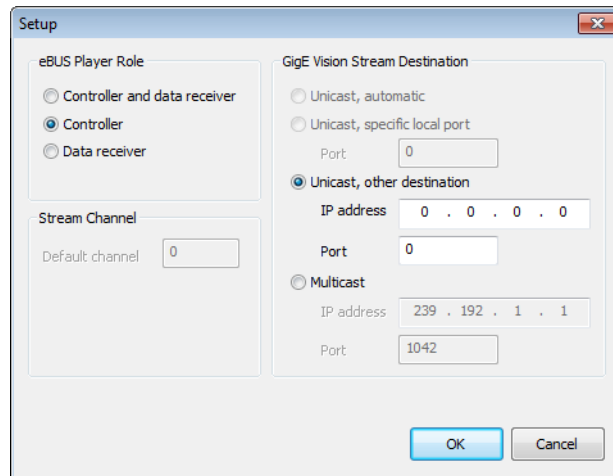 Setup
eBUS Player Role
Controller and data receiver
Controller
Data receiver
Stream Channel
Default channel 0
GigE Vision Stream Destination
Unicast, automatic
Unicast, specific local port
Port 0
Unicast, other destination
IP address 0 . 0 . 0 . 0
Port 0
Multicast
IP address 239 . 192 . 1 . 1
Port 1042
OK Cancel